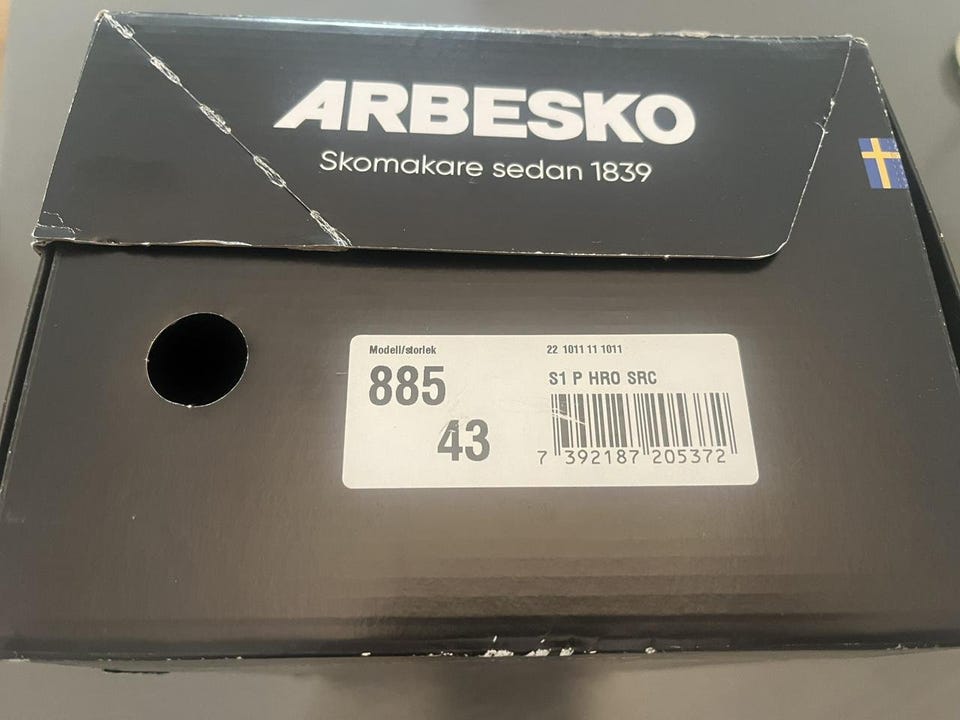 ARBESKO
Skomakare sedan 1839
Modell/storlek
22 1011 11 1011
885
S1 P HRO SRC
43
7 392187 205372